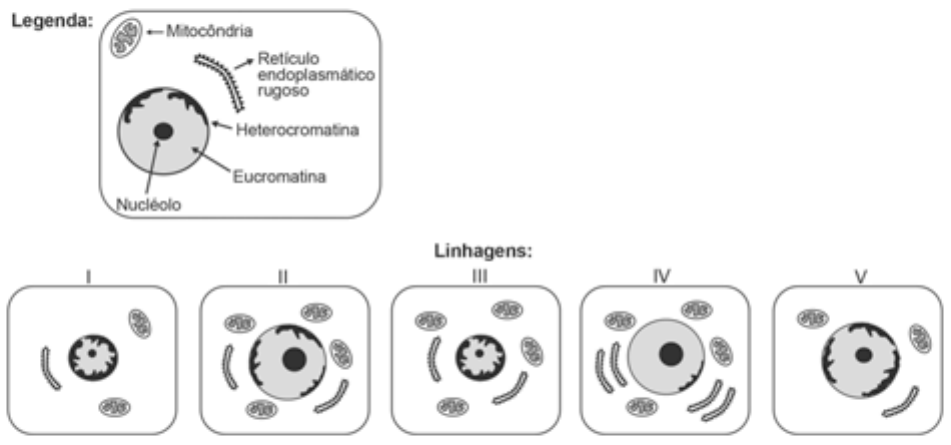 Legenda:
Mitocôndria
Retículo
endoplasmático
rugoso
Heterocromatina
Eucromatina
Nucléolo
Linhagens:
I II III IV V